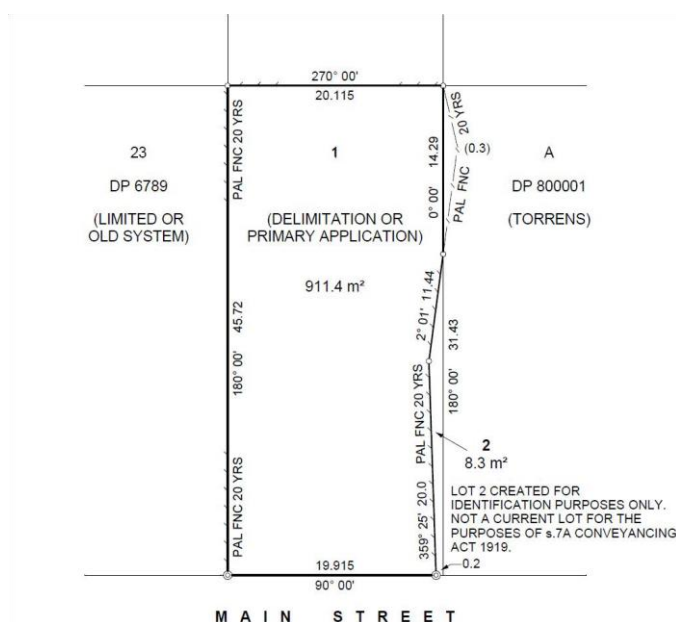 270° 00'
20.115
PAL FNC 20 YRS
23
DP 6789
(LIMITED OR
OLD SYSTEM)
1
(DELIMITATION OR
PRIMARY APPLICATION)
911.4 m²
0° 00'
14.29
PAL FNC
20 YRS
(0.3)
A
DP 800001
(TORRENS)
2° 01'
11.44
180° 00'
45.72
180° 00'
31.43
PAL FNC 20 YRS
359° 25'
20.0
2
8.3 m²
LOT 2 CREATED FOR
IDENTIFICATION PURPOSES ONLY.
NOT A CURRENT LOT FOR THE
PURPOSES OF s.7A CONVEYANCING
ACT 1919.
PAL FNC 20 YRS
0.2
19.915
90° 00'
MAIN STREET